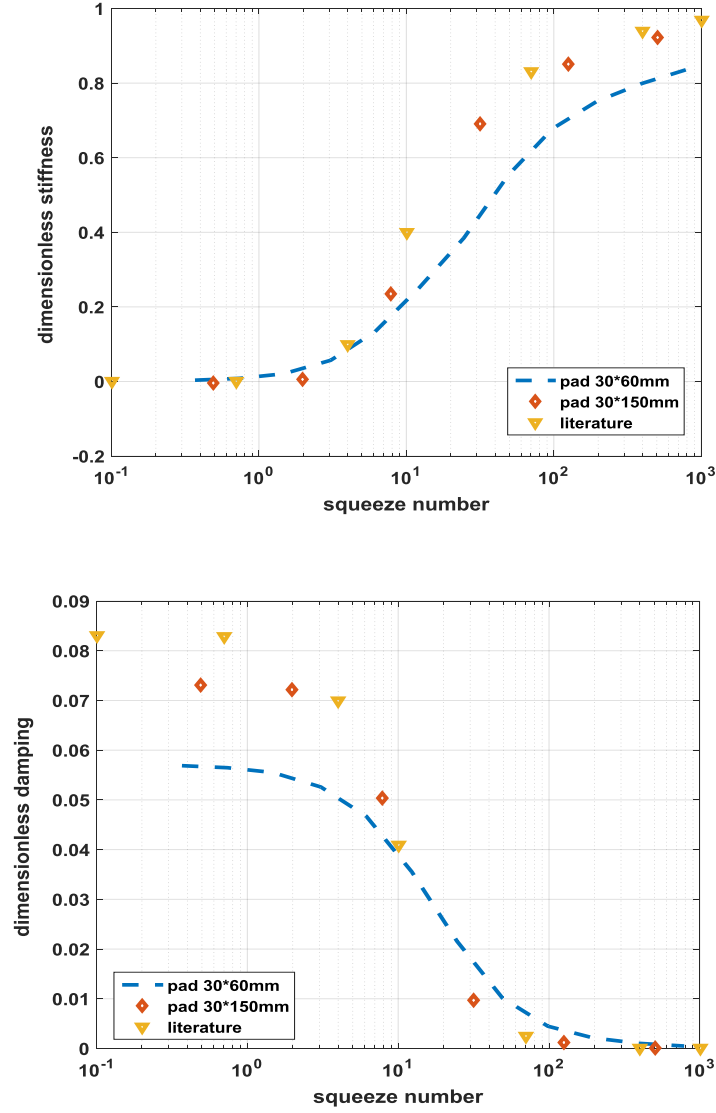 1
0.8
0.6
0.4
0.2
0
-0.2
dimensionless stiffness
pad 30*60mm
pad 30*150mm
literature
10^-1
10^0
10^1
10^2
10^3
squeeze number
0.09
0.08
0.07
0.06
0.05
0.04
0.03
0.02
0.01
0
dimensionless damping
pad 30*60mm
pad 30*150mm
literature
10^-1
10^0
10^1
10^2
10^3
squeeze number